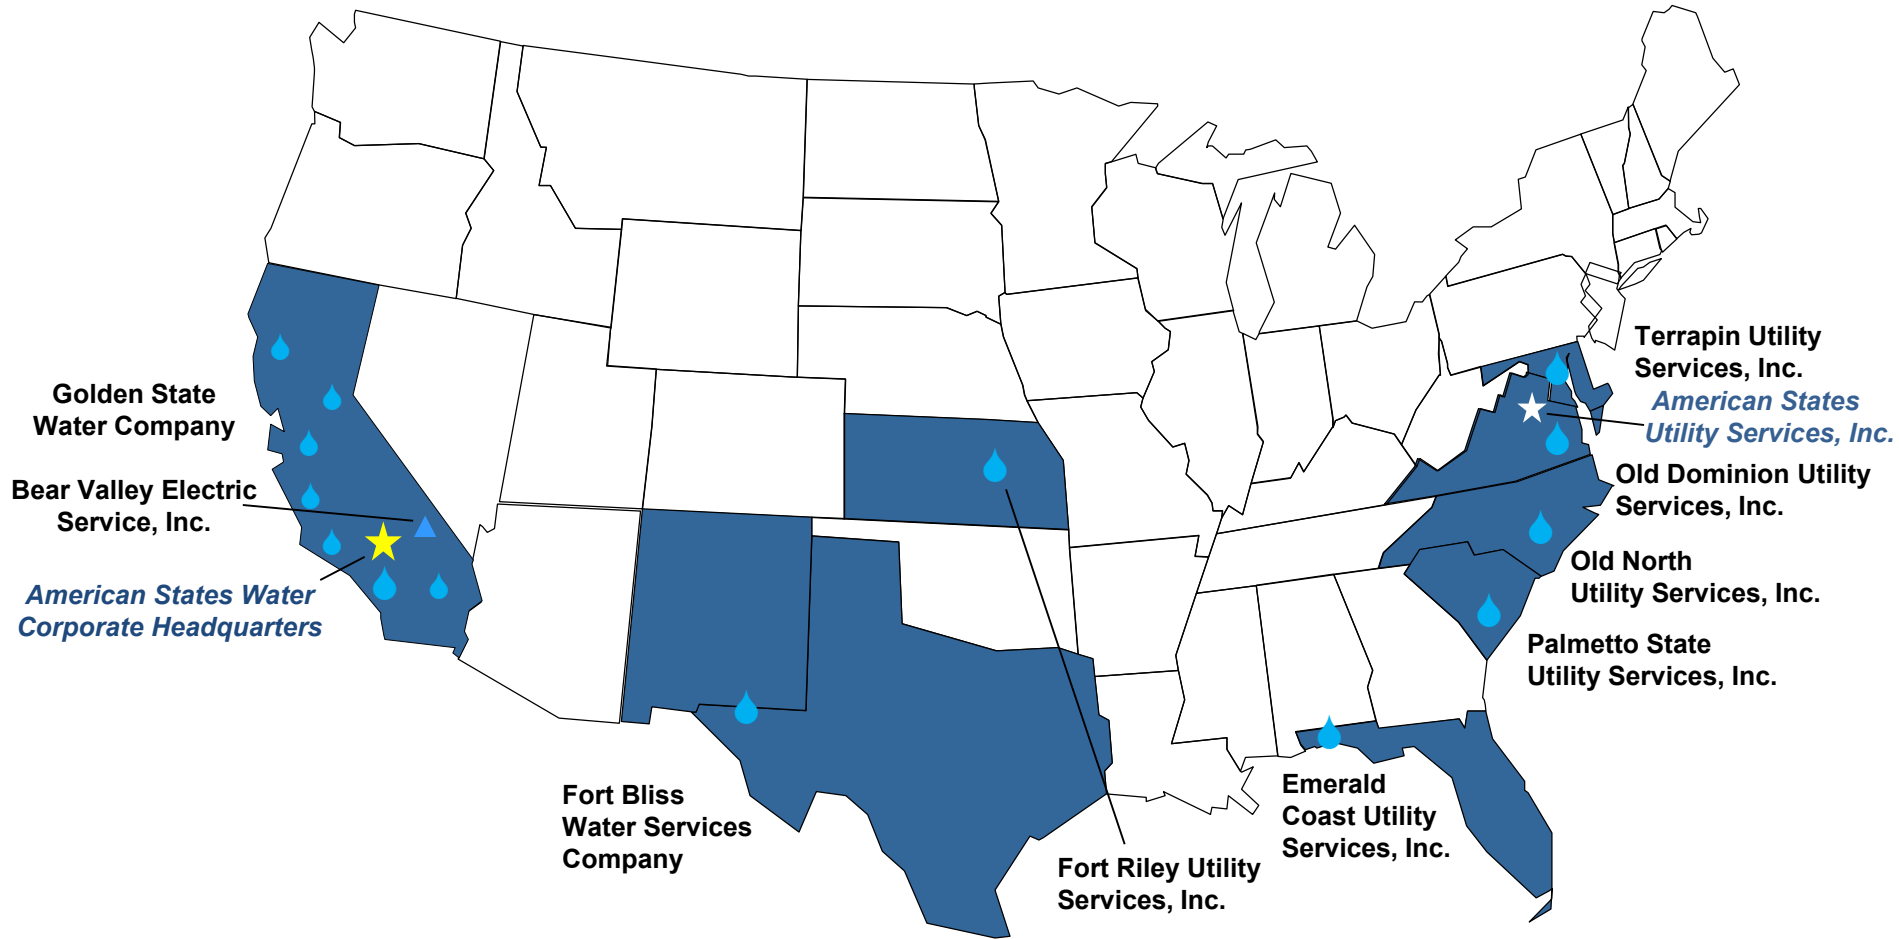 Golden State
Water Company
Bear Valley Electric
Service, Inc.
American States Water
Corporate Headquarters
Fort Bliss
Water Services
Company
Fort Riley Utility
Services, Inc.
Emerald
Coast Utility
Services, Inc.
Terrapin Utility
Services, Inc.
American States
Utility Services, Inc.
Old Dominion Utility
Services, Inc.
Old North
Utility Services, Inc.
Palmetto State
Utility Services, Inc.